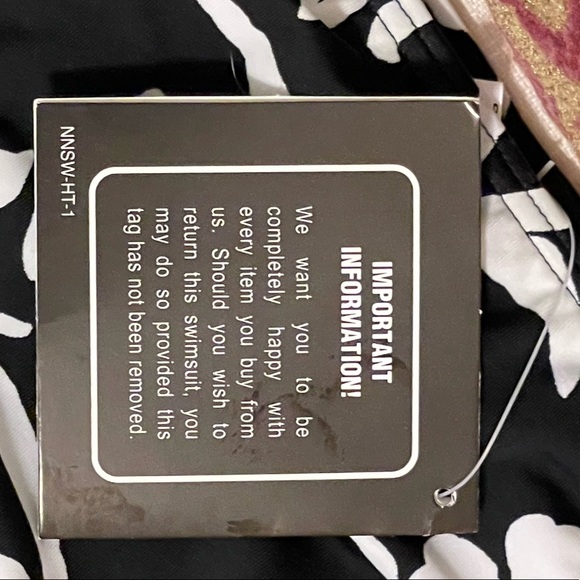 IMPORTANT
INFORMATION!
We want you to be
completely happy with
every item you buy from
us. Should you wish to
return this swimsuit, you
may do so provided this
tag has not been removed.
NNSW-HT-1